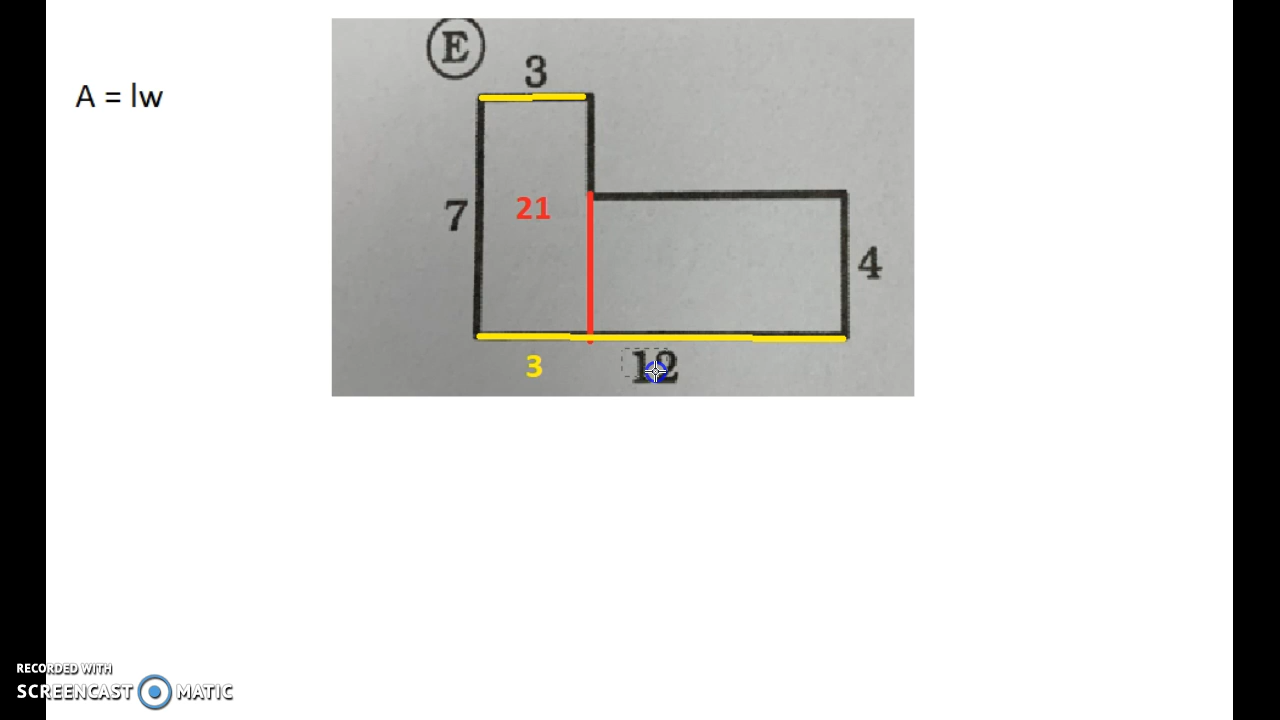 E
3
A = lw
7
21
4
3
12
RECORDED WITH
SCREENCAST MATIC